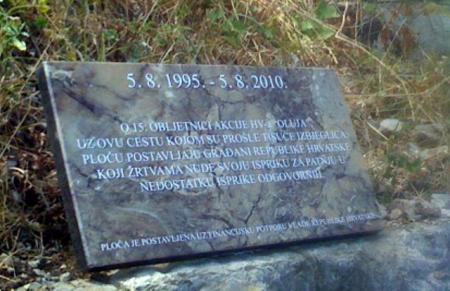 5. 8. 1995. - 5. 8. 2010.
O 15. OBLJETNICI AKCIJE HV-a "OLUJA"
UZ OVU CESTU KOJOM SU PROŠLE TISUĆE IZBJEGLICA
PLOČU POSTAVLJAJU GRAĐANA REPUBLIKE HRVATSKE
KOJI ŽRTVAMA NUDE SVOJU ISPRIKU ZA PATNJU U
NEDOSTATKU ISPRIKE ODGOVORNIH.
PLOČA JE POSTAVLJENA UZ FINANCIJSKU POTPORU VLADE REPUBLIKE HRVATSKE